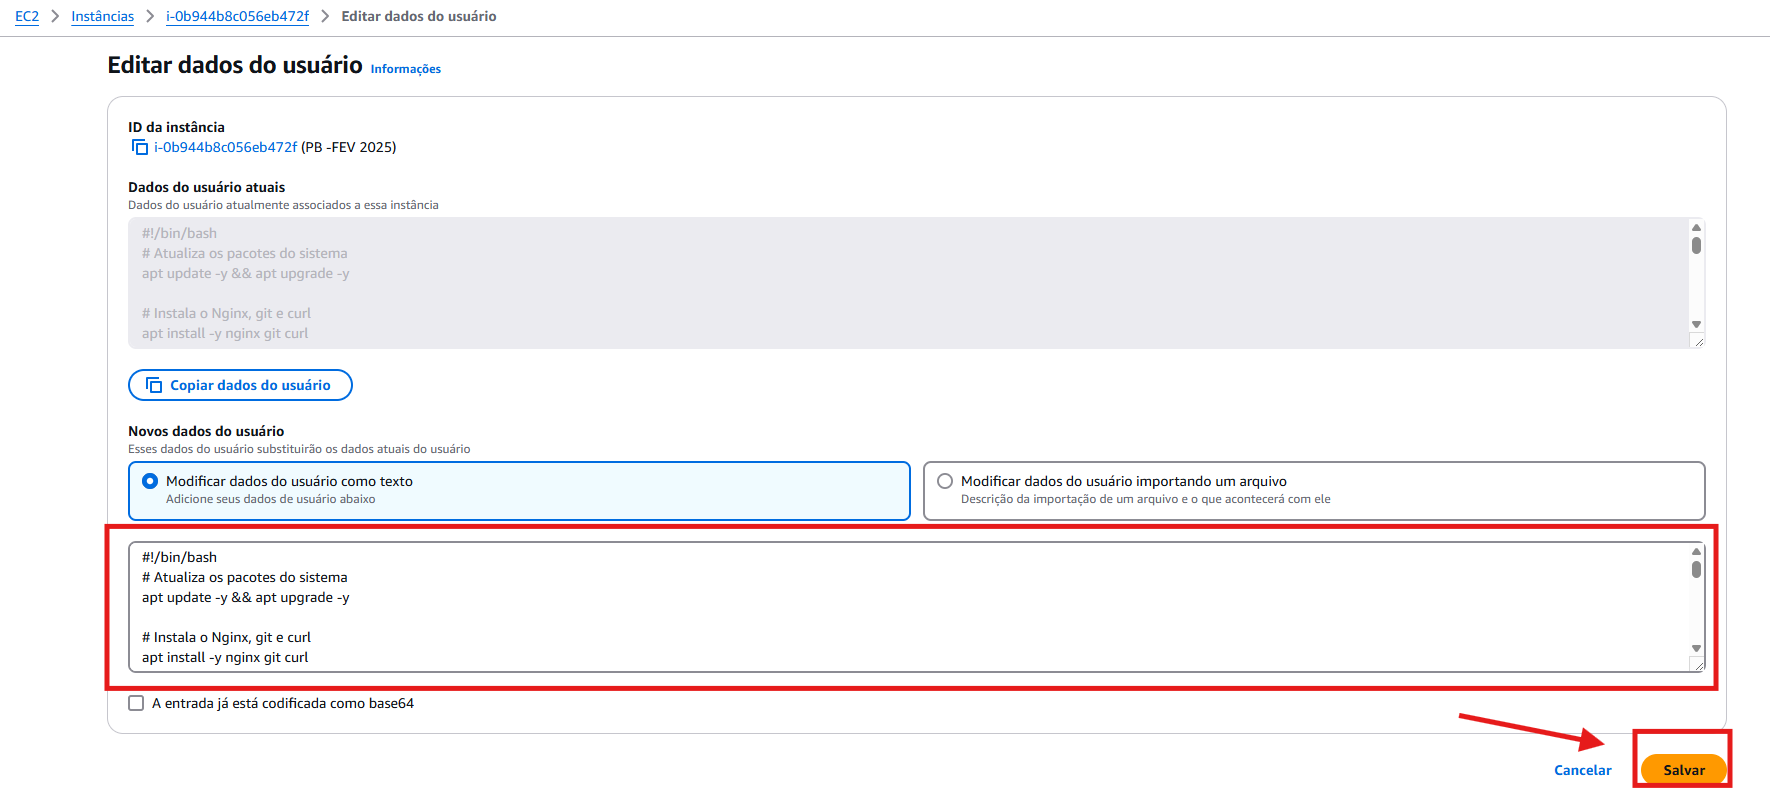 EC2 > Instâncias > i-0b944b8c056eb472f > Editar dados do usuário
Editar dados do usuário Informações
ID da instância
i-0b944b8c056eb472f (PB -FEV 2025)
Dados do usuário atuais
Dados do usuário atualmente associados a essa instância
#!/bin/bash
# Atualiza os pacotes do sistema
apt update -y && apt upgrade -y
# Instala o Nginx, git e curl
apt install -y nginx git curl
Copiar dados do usuário
Novos dados do usuário
Esses dados do usuário substituirão os dados atuais do usuário
Modificar dados do usuário como texto
Adicione seus dados de usuário abaixo
Modificar dados do usuário importando um arquivo
Descrição da importação de um arquivo e o que acontecerá com ele
#!/bin/bash
# Atualiza os pacotes do sistema
apt update -y && apt upgrade -y
# Instala o Nginx, git e curl
apt install -y nginx git curl
A entrada já está codificada como base64
Cancelar Salvar